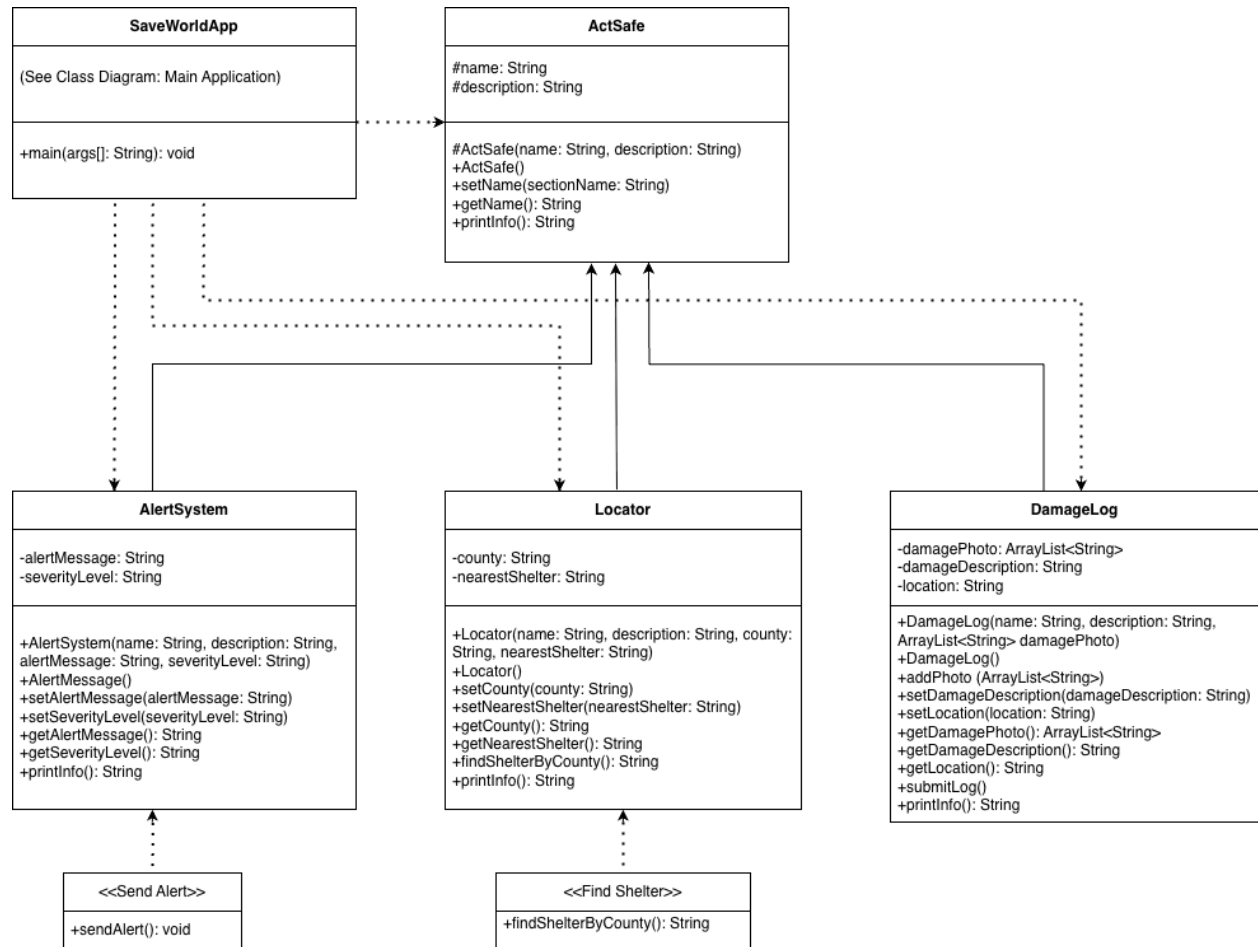 SaveWorldApp
(See Class Diagram: Main Application)
+main(args[]: String): void
ActSafe
#name: String
#description: String
#ActSafe(name: String, description: String)
+ActSafe()
+setName(sectionName: String)
+getName(): String
+printInfo(): String
AlertSystem
-alertMessage: String
-severityLevel: String
+AlertSystem(name: String, description: String,
alertMessage: String, severityLevel: String)
+AlertMessage()
+setAlertMessage(alertMessage: String)
+setSeverityLevel(severityLevel: String)
+getAlertMessage(): String
+getSeverityLevel(): String
+printInfo(): String
Locator
-county: String
-nearestShelter: String
+Locator(name: String, description: String, county:
String, nearestShelter: String)
+Locator()
+setCounty(county: String)
+setNearestShelter(nearestShelter: String)
+getCounty(): String
+getNearestShelter(): String
+findShelterByCounty(): String
+printInfo(): String
DamageLog
-damagePhoto: ArrayList<String>
-damageDescription: String
-location: String
+DamageLog(name: String, description: String,
ArrayList<String> damagePhoto)
+DamageLog()
+addPhoto (ArrayList<String>)
+setDamageDescription(damageDescription: String)
+setLocation(location: String)
+getDamagePhoto(): ArrayList<String>
+getDamageDescription(): String
+getLocation(): String
+submitLog()
+printInfo(): String
<<Send Alert>>
+sendAlert(): void
<<Find Shelter>>
+findShelterByCounty(): String